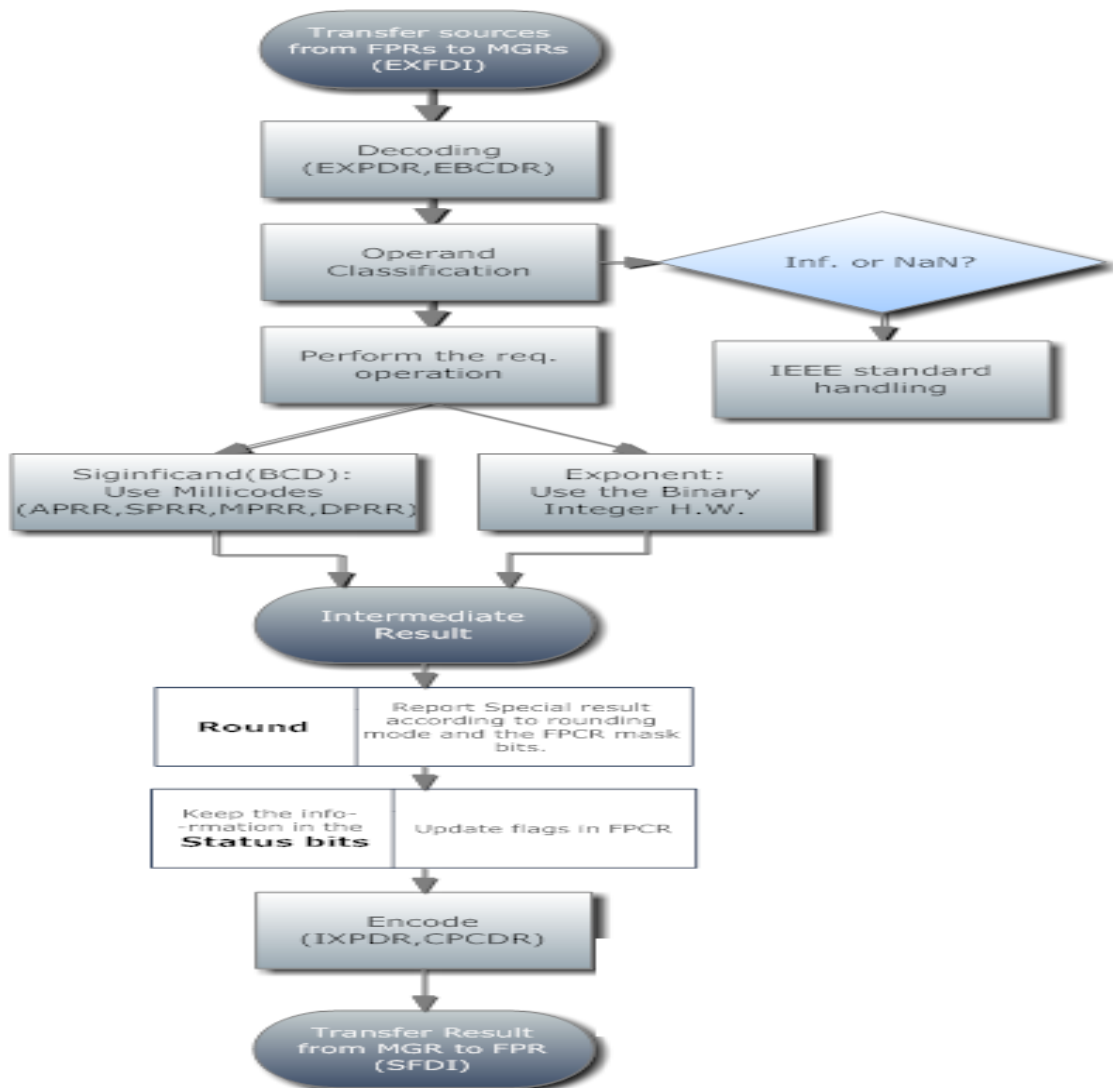 Transfer sources
from FPRs to MGRs
(EXFDI)
Decoding
(EXPDR,EBCDR)
Operand
Classification
Inf. or NaN?
Perform the req.
operation
IEEE standard
handling
Siginficand(BCD):
Use Millicodes
(APRR,SPRR,MPRR,DPRR)
Exponent:
Use the Binary
Integer H.W.
Intermediate
Result
Round
Report Special result
according to rounding
mode and the FPCR mask
bits.
Keep the info-
-rmation in the
Status bits
Update flags in FPCR
Encode
(IXPDR,CPCDR)
Transfer Result
from MGR to FPR
(SFDI)